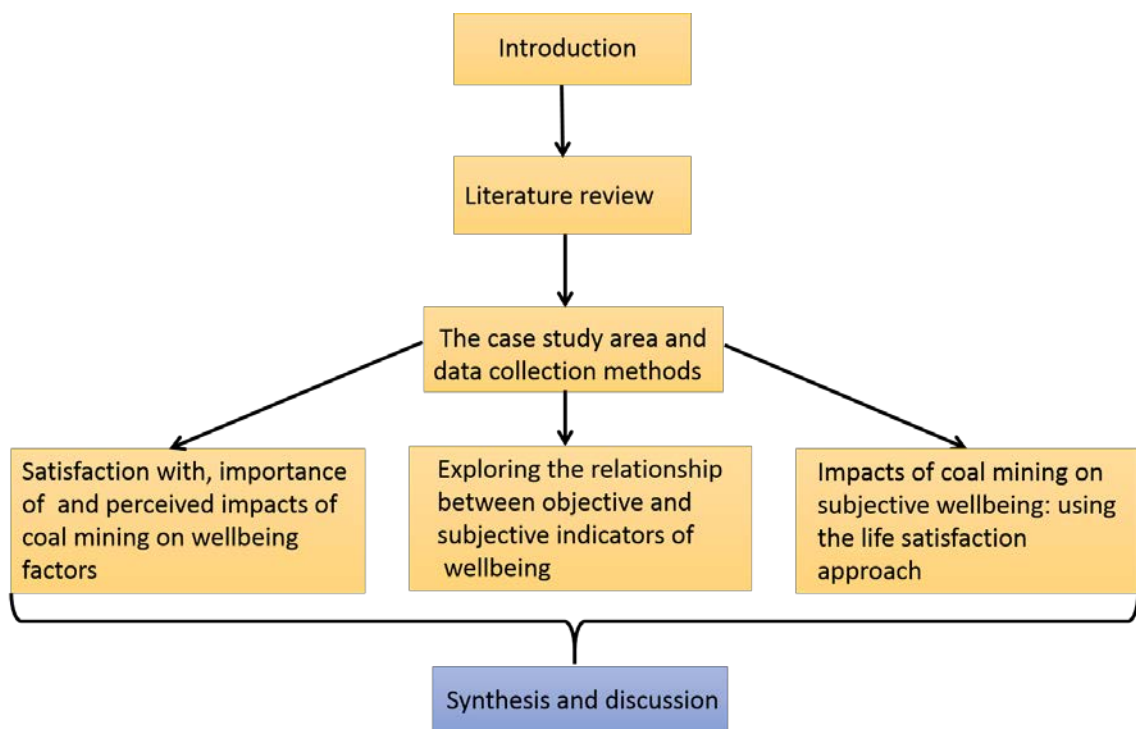 Introduction
Literature review
The case study area and
data collection methods
Satisfaction with, importance
of and perceived impacts of
coal mining on wellbeing
factors
Exploring the relationship
between objective and
subjective indicators of
wellbeing
Impacts of coal mining on
subjective wellbeing: using
the life satisfaction
approach
Synthesis and discussion